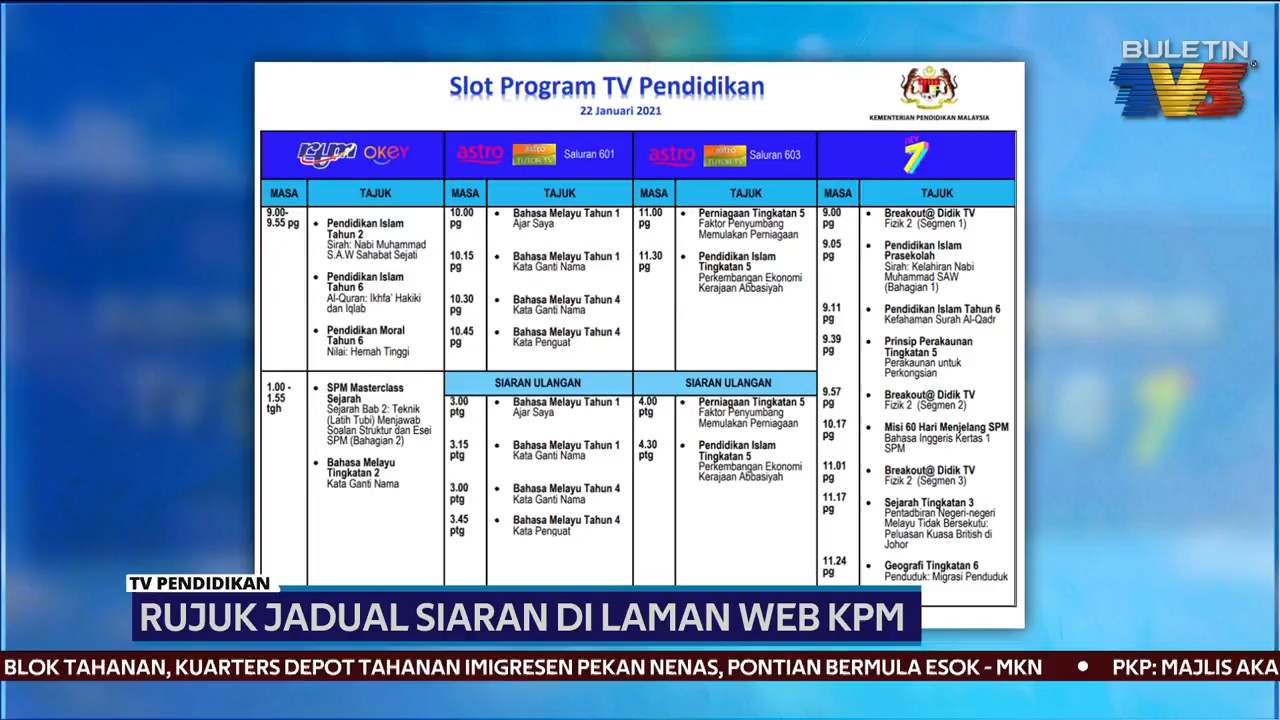 BULETIN
TV3
Slot Program TV Pendidikan
22 Januari 2021
KEMENTERIAN PENDIDIKAN MALAYSIA
OKEY
astro
TUTOR TV
Saluran 601
astro
TUTOR TV
Saluran 603
ntv
7
MASA
TAJUK
9.00-
9.55 pg
Pendidikan Islam
Tahun 2
Sirah: Nabi Muhammad
S.A.W Sahabat Sejati
Pendidikan Islam
Tahun 6
Al-Quran: Ikhfa' Hakiki
dan Iqlab
Pendidikan Moral
Tahun 6
Nilai: Hemah Tinggi
1.00 -
1.55
tgh
SPM Masterclass
Sejarah
Sejarah Bab 2: Teknik
(Latih Tubi) Menjawab
Soalan Struktur dan Esei
SPM (Bahagian 2)
Bahasa Melayu
Tingkatan 2
Kata Ganti Nama
MASA
TAJUK
10.00
pg
Bahasa Melayu Tahun 1
Ajar Saya
10.15
pg
Bahasa Melayu Tahun 1
Kata Ganti Nama
10.30
pg
Bahasa Melayu Tahun 4
Kata Ganti Nama
10.45
pg
Bahasa Melayu Tahun 4
Kata Penguat
SIARAN ULANGAN
3.00
ptg
Bahasa Melayu Tahun 1
Ajar Saya
3.15
ptg
Bahasa Melayu Tahun 1
Kata Ganti Nama
3.00
ptg
Bahasa Melayu Tahun 4
Kata Ganti Nama
3.45
ptg
Bahasa Melayu Tahun 4
Kata Penguat
MASA
TAJUK
11.00
pg
Perniagaan Tingkatan 5
Faktor Penyumbang
Memulakan Perniagaan
11.30
pg
Pendidikan Islam
Tingkatan 5
Perkembangan Ekonomi
Kerajaan Abbasiyah
SIARAN ULANGAN
4.00
ptg
Perniagaan Tingkatan 5
Faktor Penyumbang
Memulakan Perniagaan
4.30
ptg
Pendidikan Islam
Tingkatan 5
Perkembangan Ekonomi
Kerajaan Abbasiyah
MASA
TAJUK
9.00
pg
Breakout@ Didik TV
Fizik 2 (Segmen 1)
9.05
pg
Pendidikan Islam
Prasekolah
Sirah: Kelahiran Nabi
Muhammad SAW
(Bahagian 1)
9.11
pg
Pendidikan Islam Tahun 6
Kefahaman Surah Al-Qadr
9.39
pg
Prinsip Perakaunan
Tingkatan 5
Perakaunan untuk
Perkongsian
9.57
pg
Breakout@ Didik TV
Fizik 2 (Segmen 2)
10.17
pg
Misi 60 Hari Menjelang SPM
Bahasa Inggeris Kertas 1
SPM
11.01
pg
Breakout@ Didik TV
Fizik 2 (Segmen 3)
11.17
pg
Sejarah Tingkatan 3
Pentadbiran Negeri-negeri
Melayu Tidak Bersekutu:
Peluasan Kuasa British di
Johor
11.24
pg
Geografi Tingkatan 6
Penduduk: Migrasi Penduduk
TV PENDIDIKAN
RUJUK JADUAL SIARAN DI LAMAN WEB KPM
BLOK TAHANAN, KUARTERS DEPOT TAHANAN IMIGRESEN PEKAN NENAS, PONTIAN BERMULA ESOK - MKN • PKP: MAJLIS AKA